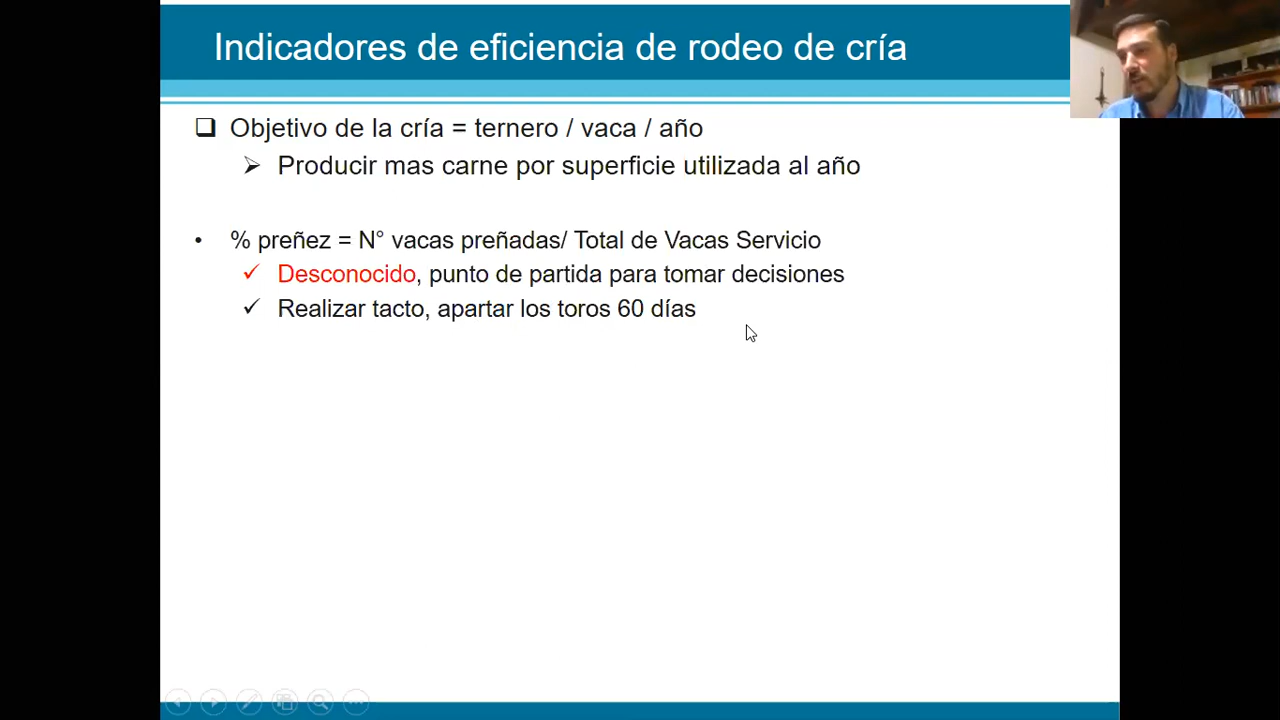 Indicadores de eficiencia de rodeo de cría
Objetivo de la cría = ternero / vaca / año
Producir mas carne por superficie utilizada al año
% preñez = N° vacas preñadas/ Total de Vacas Servicio
Desconocido, punto de partida para tomar decisiones
Realizar tacto, apartar los toros 60 días